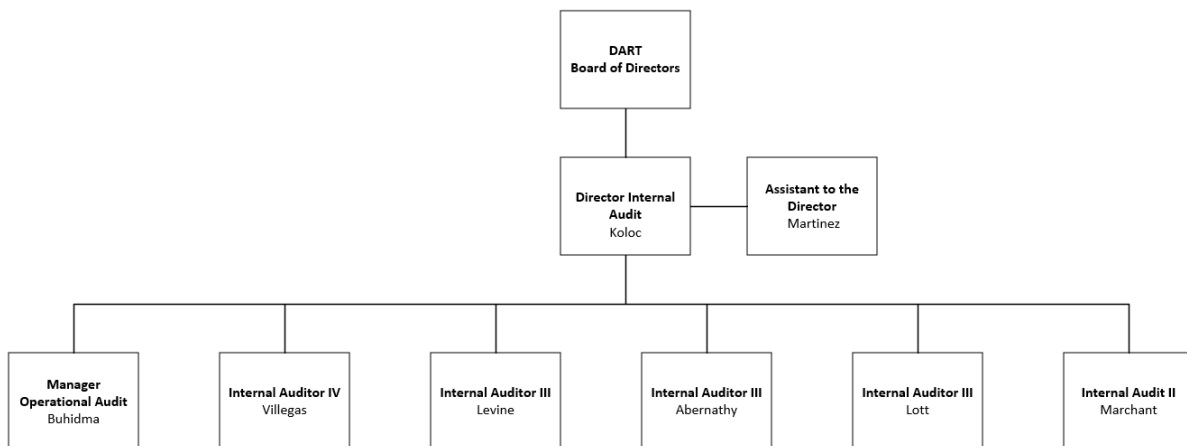 DART
Board of Directors
Director Internal
Audit
Koloc
Assistant to the
Director
Martinez
Manager
Operational Audit
Buhidma
Internal Auditor IV
Villegas
Internal Auditor III
Levine
Internal Auditor III
Abernathy
Internal Auditor III
Lott
Internal Audit II
Marchant